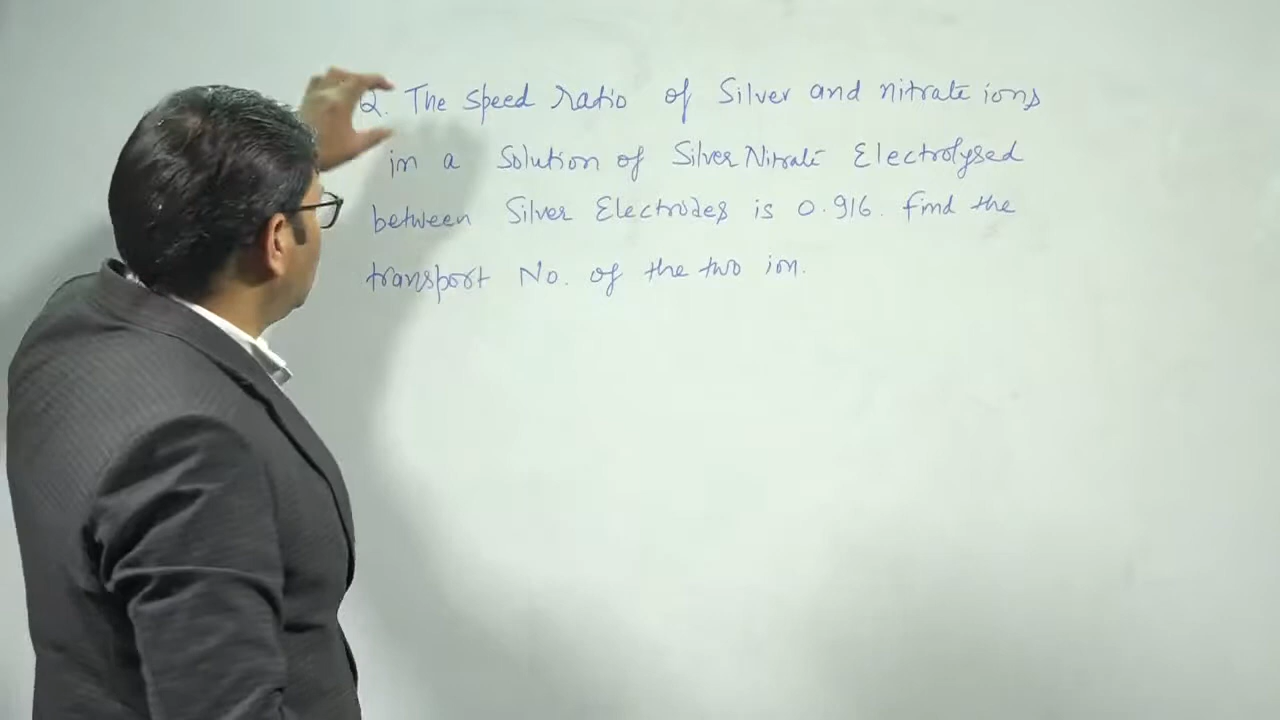 Q. The speed ratio of Silver and nitrate ions
in a Solution of Silver Nitrate Electrolysed
between Silver Electrodes is 0.916. find the
transport No. of the two ion.